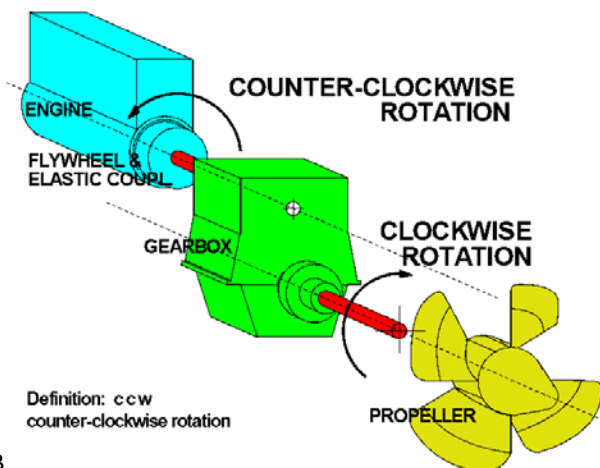 COUNTER-CLOCKWISE
ROTATION
ENGINE
FLYWHEEL &
ELASTIC COUPL.
CLOCKWISE
ROTATION
GEARBOX
Definition: ccw
counter-clockwise rotation
PROPELLER